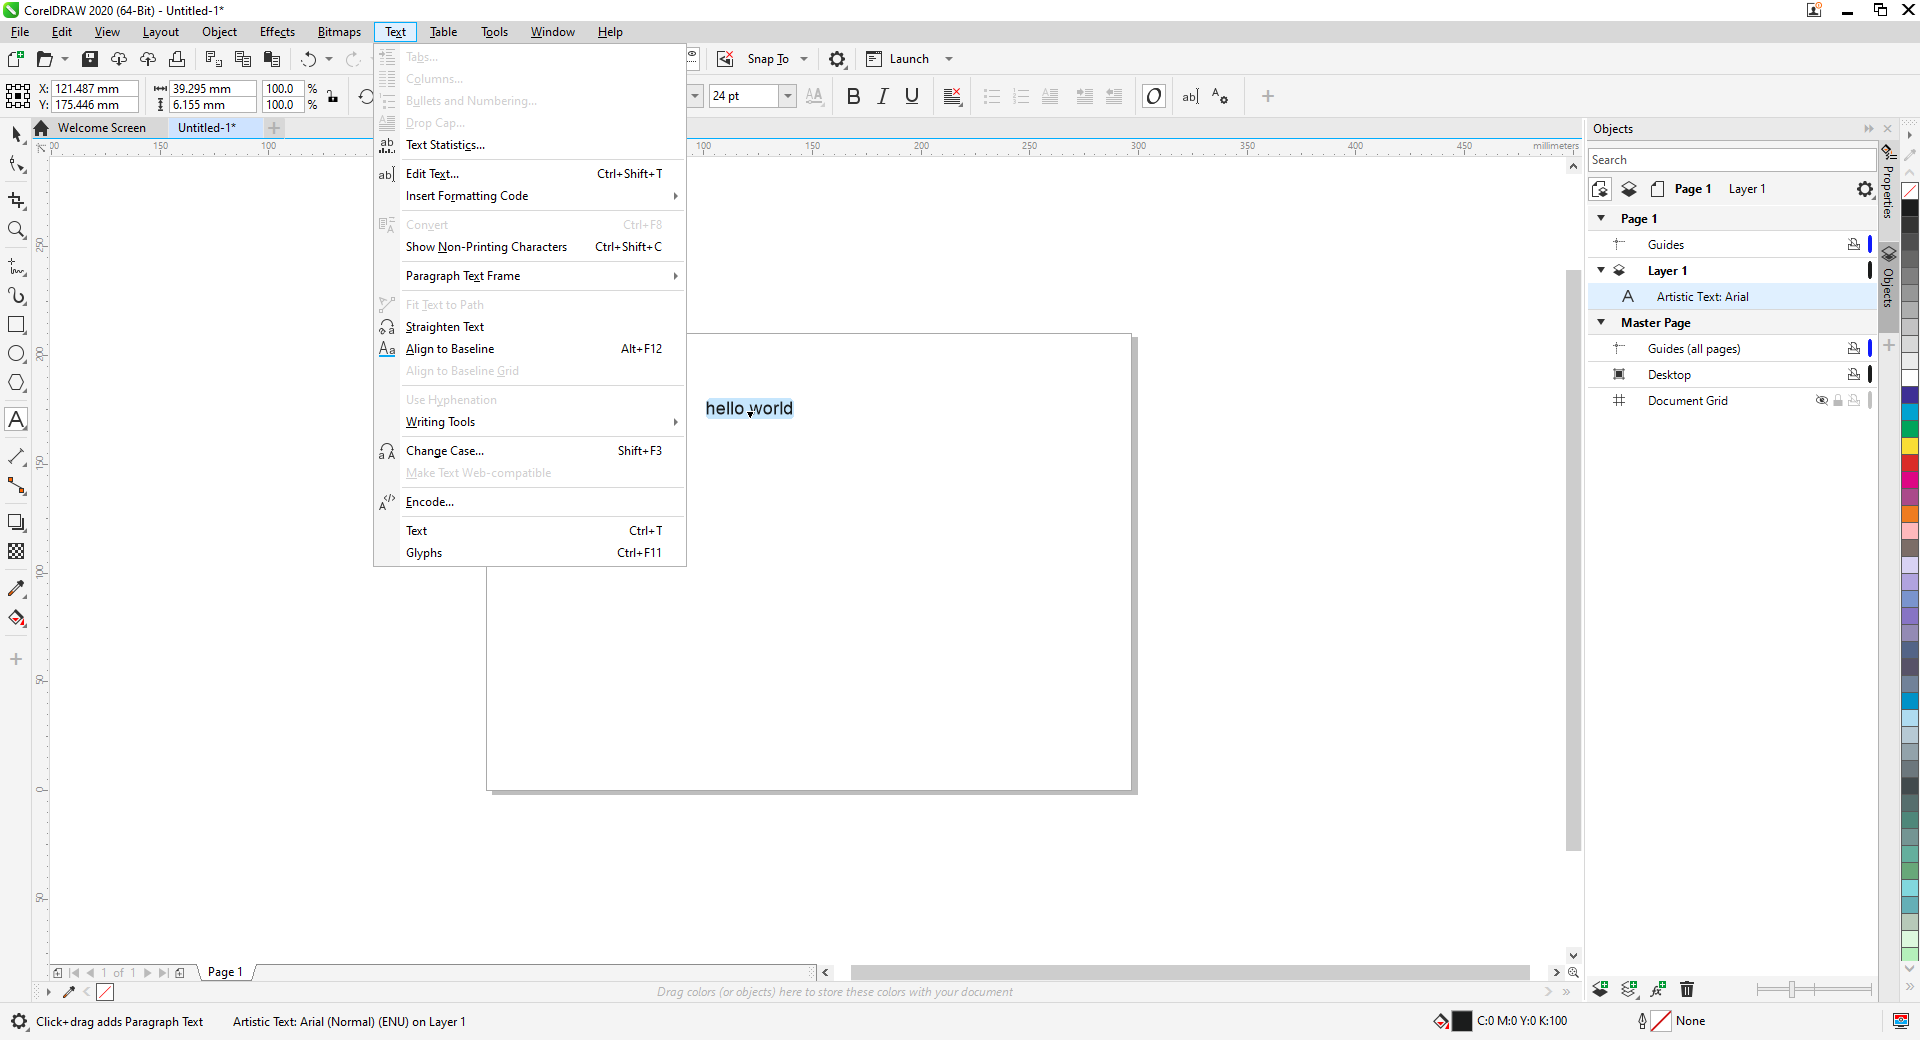 CorelDRAW 2020 (64-Bit) - Untitled-1*
File Edit View Layout Object Effects Bitmaps Text Table Tools Window Help
Snap To Launch
X: 121.487 mm 39.295 mm 100.0 %
Y: 175.446 mm 6.155 mm 100.0 %
24 pt
Welcome Screen Untitled-1*
150 100 100 150 200 250 300 350 400 450 millimeters
Tabs...
Columns...
Bullets and Numbering...
Drop Cap...
Text Statistics...
Edit Text... Ctrl+Shift+T
Insert Formatting Code
Convert Ctrl+F8
Show Non-Printing Characters Ctrl+Shift+C
Paragraph Text Frame
Fit Text to Path
Straighten Text
Align to Baseline Alt+F12
Align to Baseline Grid
Use Hyphenation
Writing Tools
Change Case... Shift+F3
Make Text Web-compatible
Encode...
Text Ctrl+T
Glyphs Ctrl+F11
250
200
150
100
50
0
50
hello world
Objects
Search
Page 1 Layer 1
Page 1
Guides
Layer 1
Artistic Text: Arial
Master Page
Guides (all pages)
Desktop
Document Grid
Properties
Objects
1 of 1 Page 1
Drag colors (or objects) here to store these colors with your document
Click+drag adds Paragraph Text Artistic Text: Arial (Normal) (ENU) on Layer 1 C:0 M:0 Y:0 K:100 None